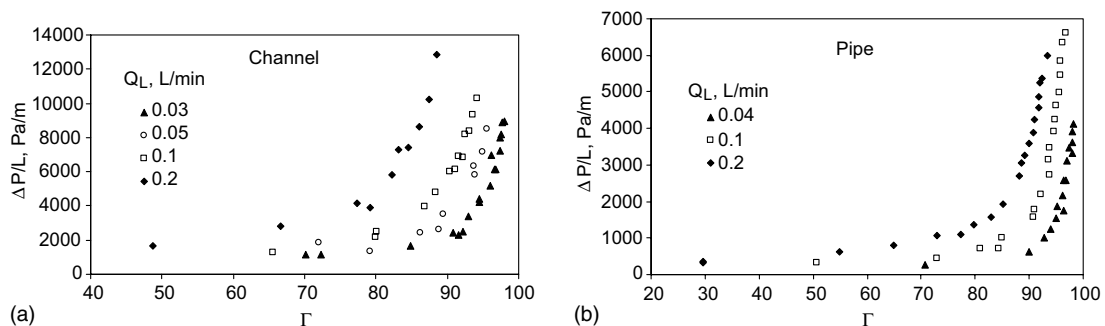 14000
12000
10000
8000
6000
4000
2000
0
ΔP/L, Pa/m
Channel
Q_L, L/min
▲ 0.03
○ 0.05
□ 0.1
◆ 0.2
40 50 60 70 80 90 100
Γ
(a)
7000
6000
5000
4000
3000
2000
1000
0
ΔP/L, Pa/m
Pipe
Q_L, L/min
▲ 0.04
□ 0.1
◆ 0.2
20 30 40 50 60 70 80 90 100
Γ
(b)